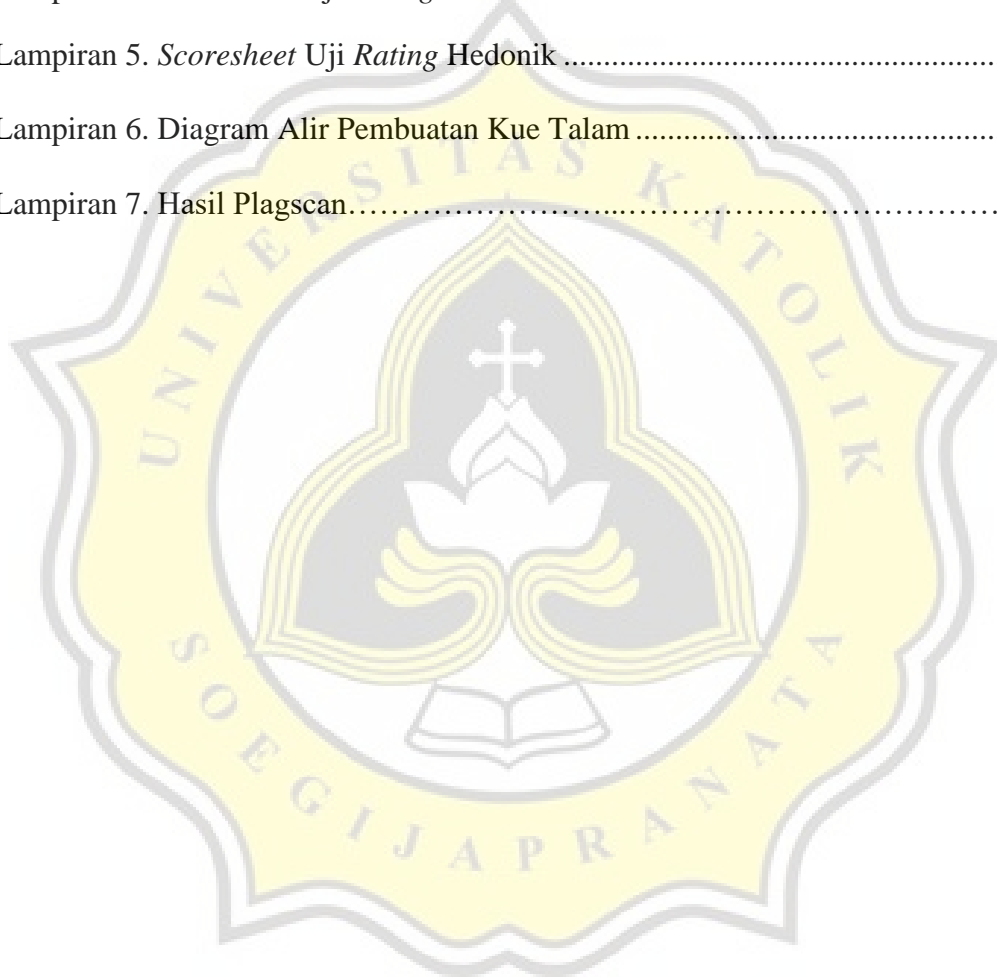 Lampiran 5. Scoresheet Uji Rating Hedonik ......................................................
Lampiran 6. Diagram Alir Pembuatan Kue Talam .............................................
Lampiran 7. Hasil Plagscan……………………...………………………………
UNIVERSITAS KATOLIK
SOEGIJAPRANATA